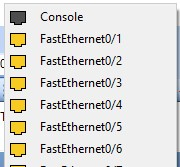 Console
FastEthernet0/1
FastEthernet0/2
FastEthernet0/3
FastEthernet0/4
FastEthernet0/5
FastEthernet0/6